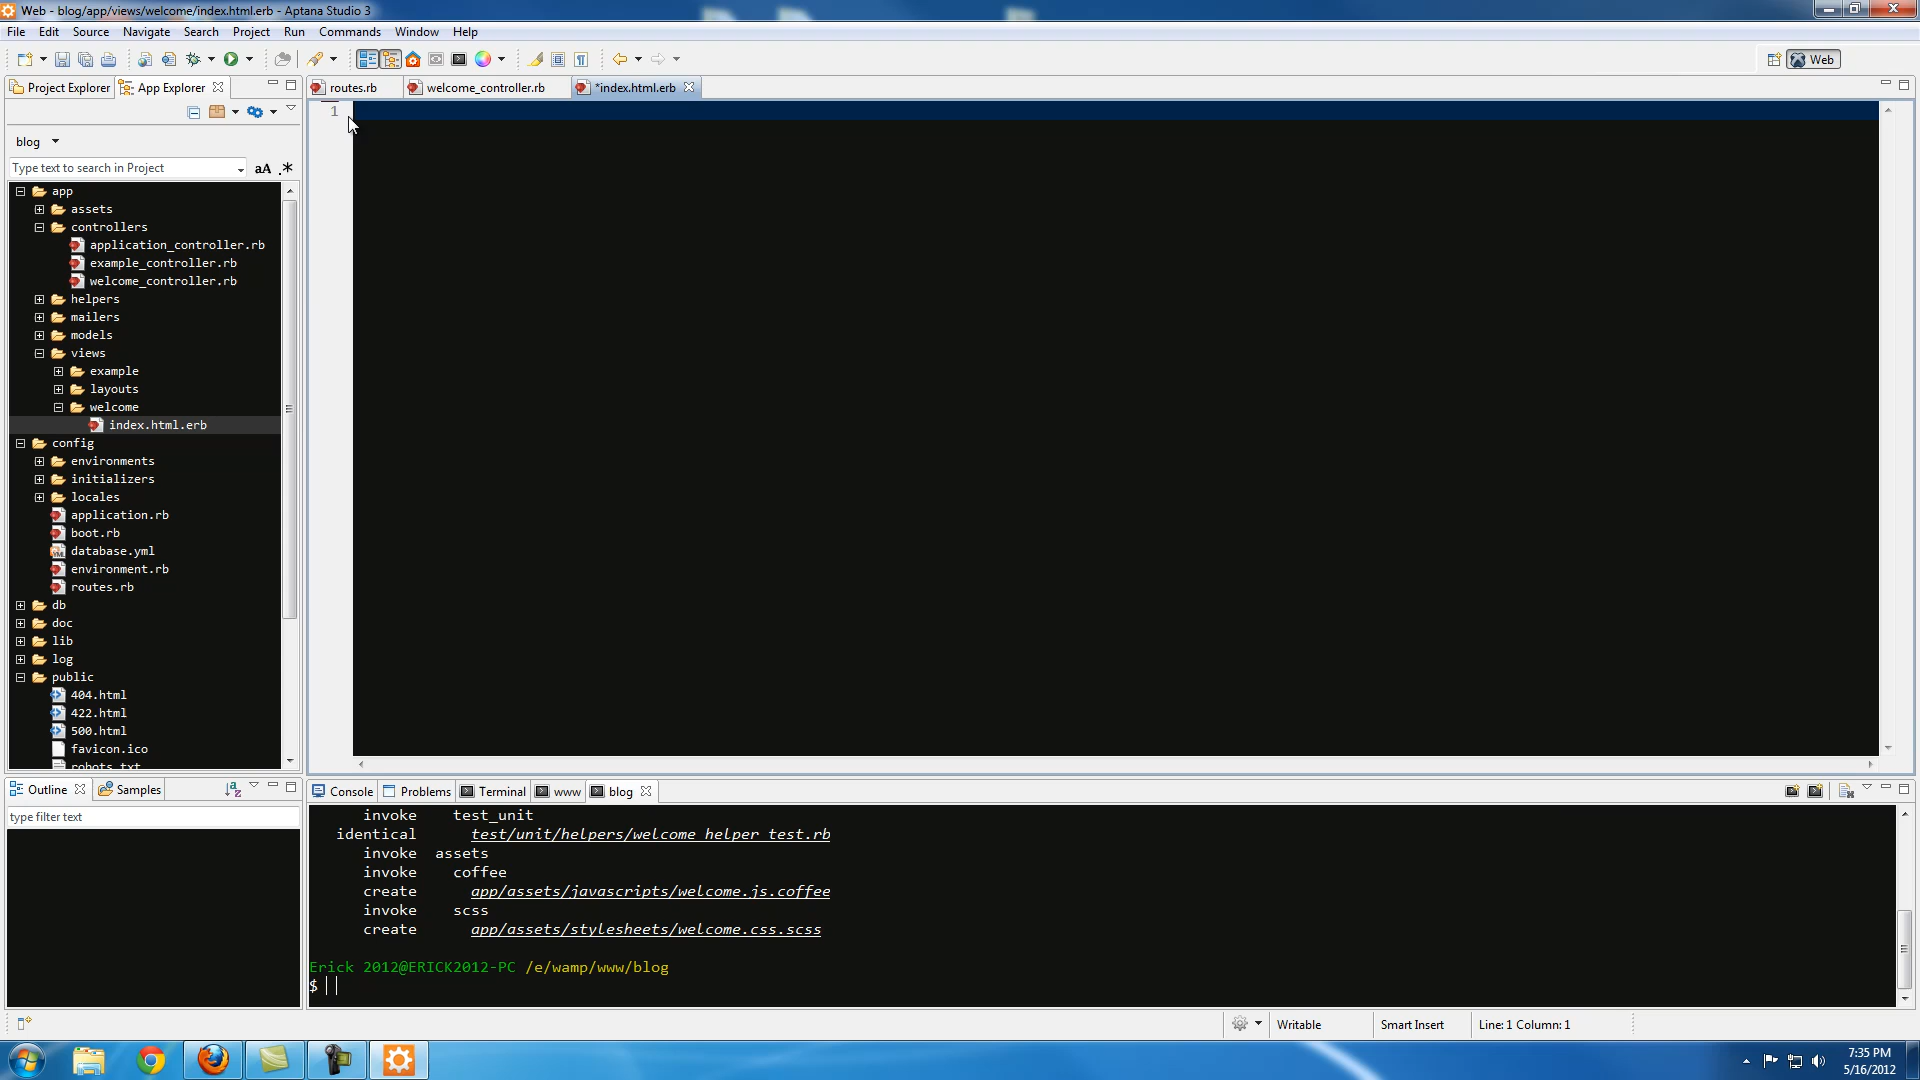 Web - blog/app/views/welcome/index.html.erb - Aptana Studio 3
File Edit Source Navigate Search Project Run Commands Window Help
Web
Project Explorer App Explorer
routes.rb welcome_controller.rb *index.html.erb
blog
1
Type text to search in Project aA .*
app
assets
controllers
application_controller.rb
example_controller.rb
welcome_controller.rb
helpers
mailers
models
views
example
layouts
welcome
index.html.erb
config
environments
initializers
locales
application.rb
boot.rb
database.yml
environment.rb
routes.rb
db
doc
lib
log
public
404.html
422.html
500.html
favicon.ico
robots.txt
Outline Samples
type filter text
Console Problems Terminal www blog
invoke test_unit
identical test/unit/helpers/welcome_helper_test.rb
invoke assets
invoke coffee
create app/assets/javascripts/welcome.js.coffee
invoke scss
create app/assets/stylesheets/welcome.css.scss
Erick 2012@ERICK2012-PC /e/wamp/www/blog
$
Writable Smart Insert Line: 1 Column: 1
7:35 PM
5/16/2012